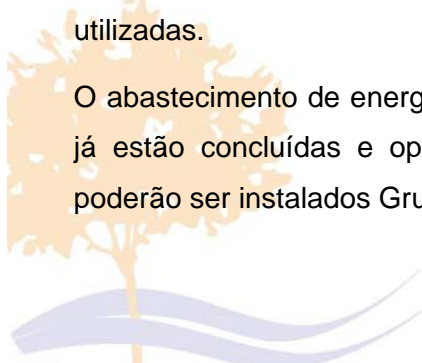 utilizadas.
O abastecimento de energ
já estão concluídas e op
poderão ser instalados Gru